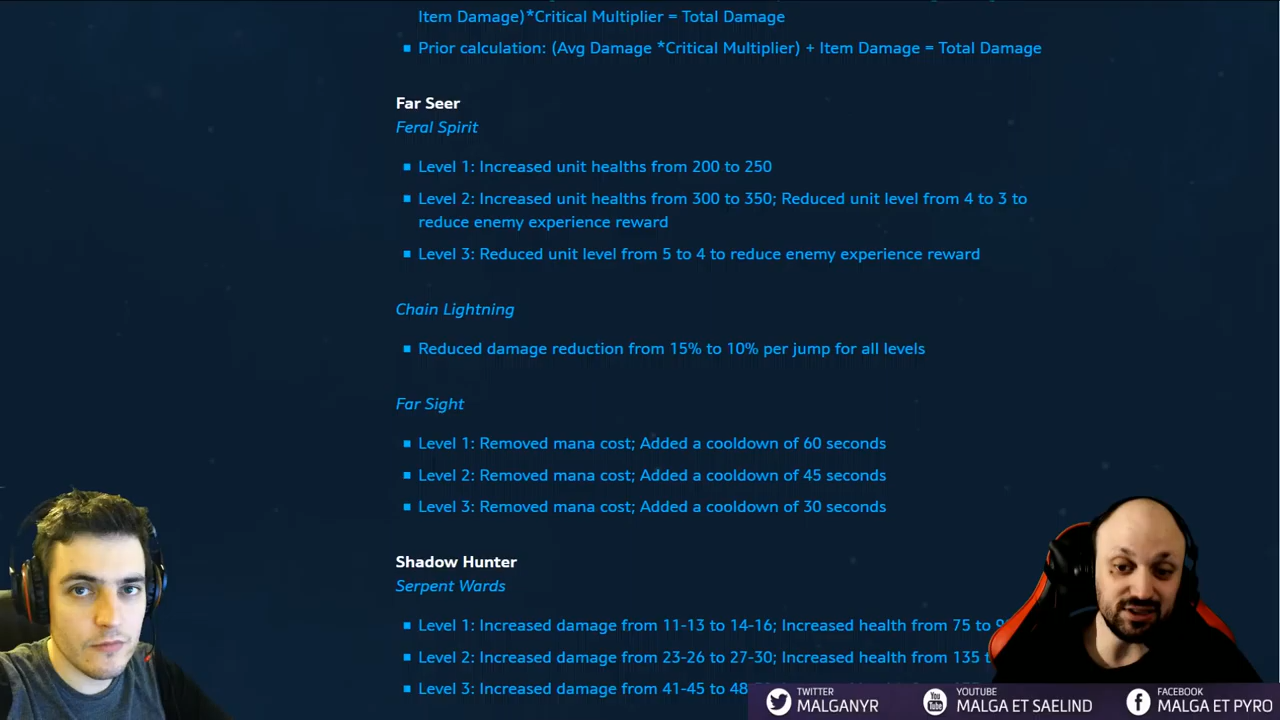 Item Damage)*Critical Multiplier = Total Damage
▪ Prior calculation: (Avg Damage *Critical Multiplier) + Item Damage = Total Damage
Far Seer
Feral Spirit
▪ Level 1: Increased unit healths from 200 to 250
▪ Level 2: Increased unit healths from 300 to 350; Reduced unit level from 4 to 3 to
reduce enemy experience reward
▪ Level 3: Reduced unit level from 5 to 4 to reduce enemy experience reward
Chain Lightning
▪ Reduced damage reduction from 15% to 10% per jump for all levels
Far Sight
▪ Level 1: Removed mana cost; Added a cooldown of 60 seconds
▪ Level 2: Removed mana cost; Added a cooldown of 45 seconds
▪ Level 3: Removed mana cost; Added a cooldown of 30 seconds
Shadow Hunter
Serpent Wards
▪ Level 1: Increased damage from 11-13 to 14-16; Increased health from 75 to
▪ Level 2: Increased damage from 23-26 to 27-30; Increased health from 135
▪ Level 3: Increased damage from 41-45 to 48
TWITTER
MALGANYR
YOUTUBE
MALGA ET SAELIND
FACEBOOK
MALGA ET PYRO